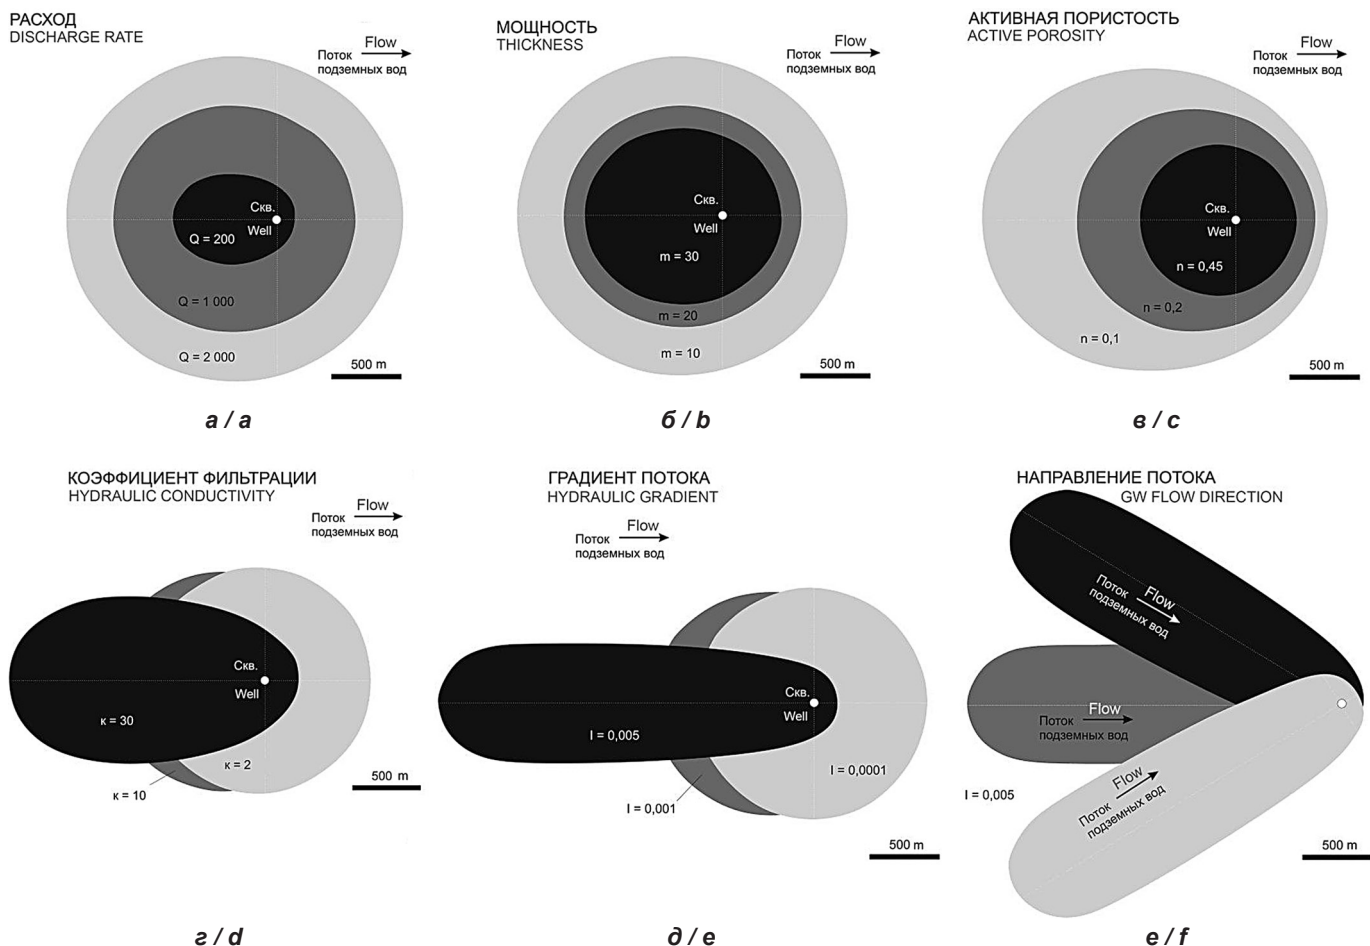 РАСХОД
DISCHARGE RATE
Flow
Поток
подземных вод
Скв.
Well
Q = 200
Q = 1 000
Q = 2 000
500 m
а / a
МОЩНОСТЬ
THICKNESS
Flow
Поток
подземных вод
Скв.
Well
m = 30
m = 20
m = 10
500 m
б / b
АКТИВНАЯ ПОРИСТОСТЬ
ACTIVE POROSITY
Flow
Поток
подземных вод
Скв.
Well
n = 0,45
n = 0,2
n = 0,1
500 m
в / c
КОЭФФИЦИЕНТ ФИЛЬТРАЦИИ
HYDRAULIC CONDUCTIVITY
Flow
Поток
подземных вод
Скв.
Well
к = 30
к = 2
к = 10
500 m
г / d
ГРАДИЕНТ ПОТОКА
HYDRAULIC GRADIENT
Flow
Поток
подземных вод
Скв.
Well
I = 0,005
I = 0,0001
I = 0,001
500 m
д / e
НАПРАВЛЕНИЕ ПОТОКА
GW FLOW DIRECTION
Flow
Поток
подземных вод
Flow
Поток
подземных вод
I = 0,005
Flow
Поток
подземных вод
500 m
е / f